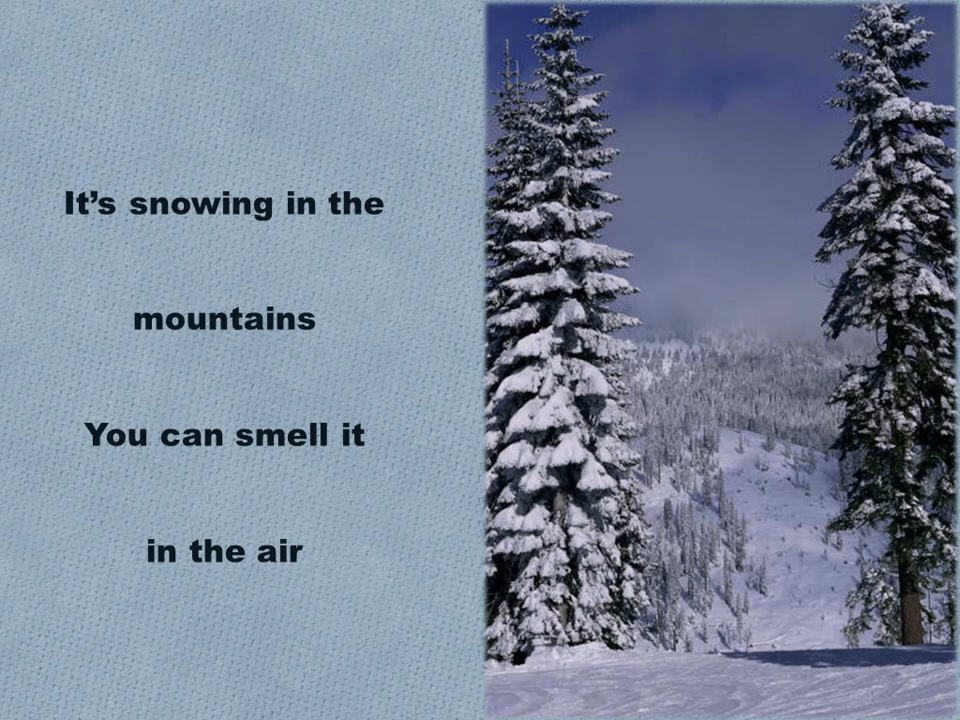 It’s snowing in the
mountains
You can smell it
in the air